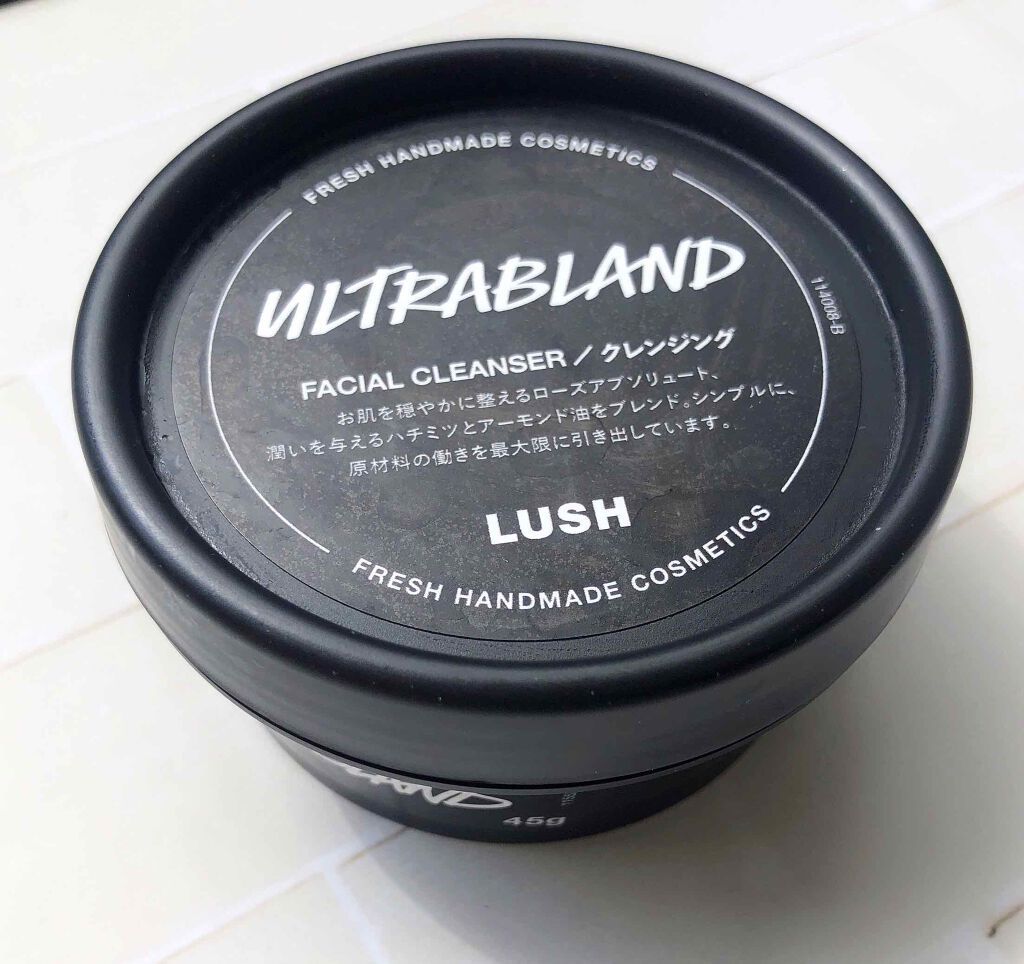 FRESH HANDMADE COSMETICS
ULTRABLAND
114008-B
FACIAL CLEANSER / クレンジング
お肌を穏やかに整えるローズアブソリュート、
潤いを与えるハチミツとアーモンド油をブレンド。シンプルに、
原材料の働きを最大限に引き出しています。
LUSH
FRESH HANDMADE COSMETICS
45g